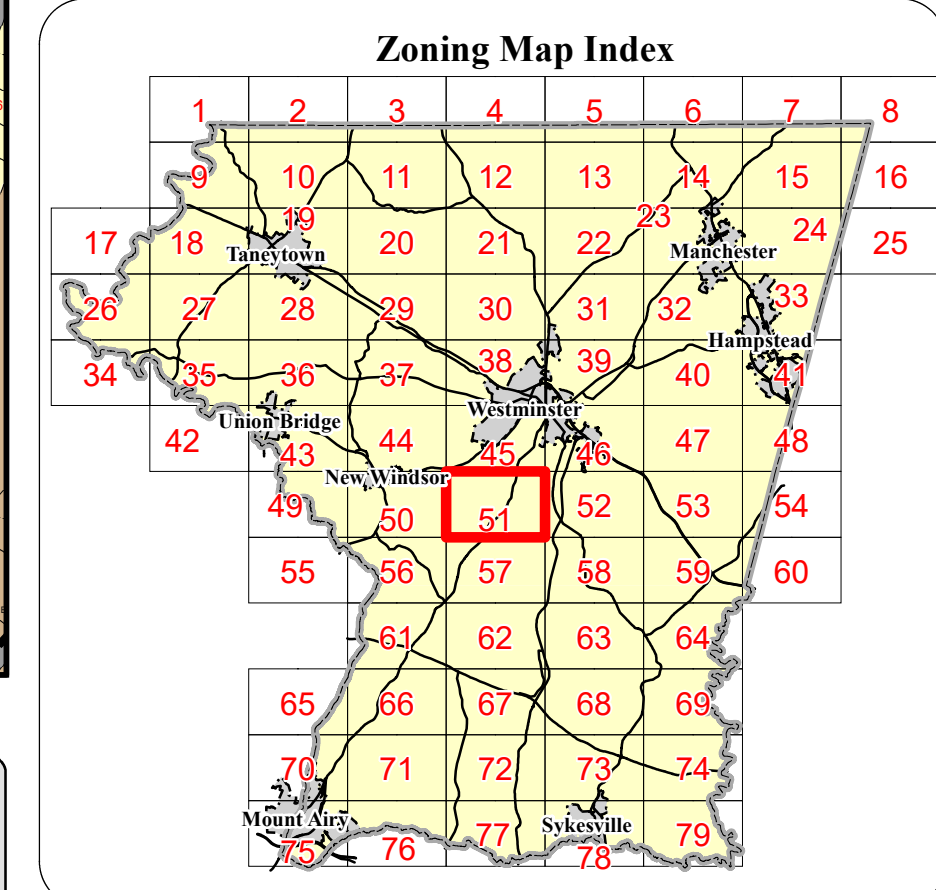 Zoning Map Index
1 2 3 4 5 6 7 8
9 10 11 12 13 14 15 16
17 18 19 20 21 22 23 24 25
Taneytown
Manchester
26 27 28 29 30 31 32 33
Hampstead
34 35 36 37 38 39 40 41
Westminster
Union Bridge
42 43 44 45 46 47 48
New Windsor
49 50 51 52 53 54
55 56 57 58 59 60
61 62 63 64
65 66 67 68 69
70 71 72 73 74
Mount Airy
Sykesville
75 76 77 78 79